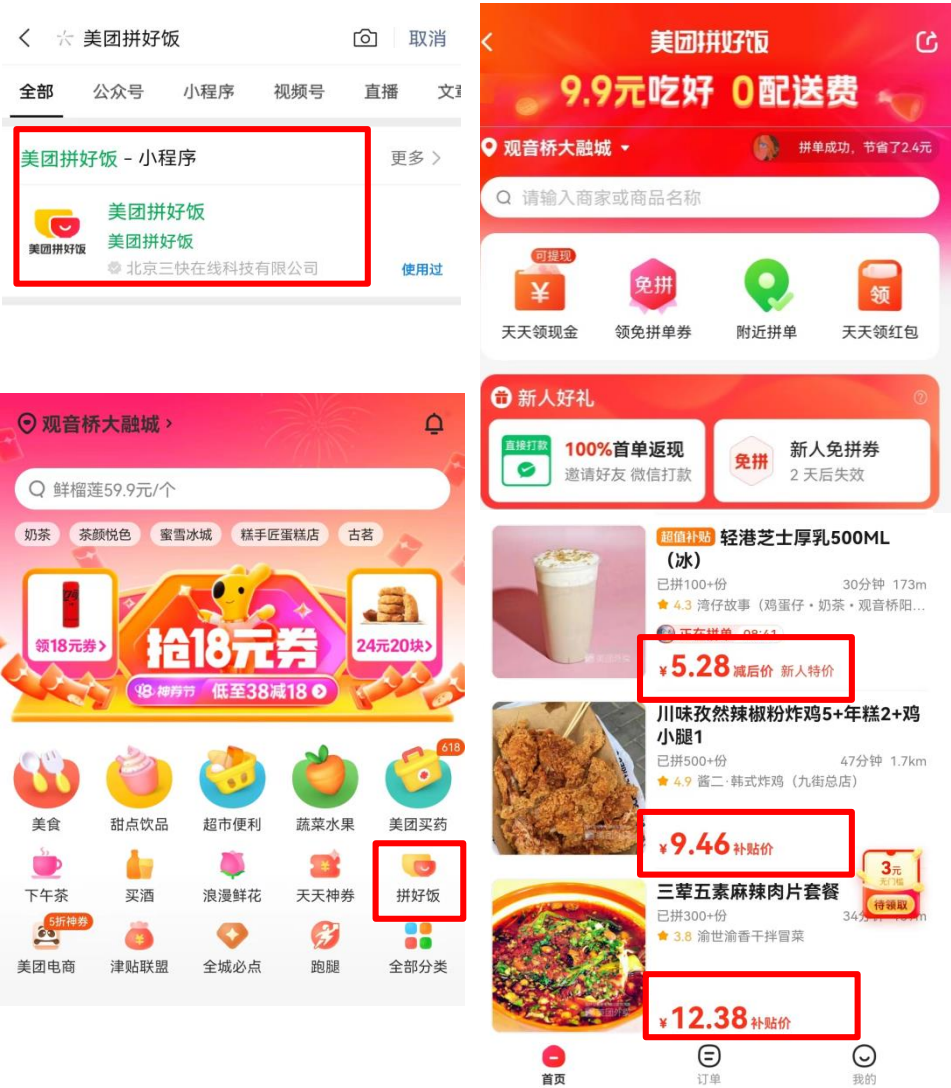 美团拼好饭
取消
全部
公众号
小程序
视频号
直播
美团拼好饭 - 小程序
更多
美团拼好饭
美团拼好饭
美团拼好饭
北京三快在线科技有限公司
使用过
观音桥大融城
鲜榴莲59.9元/个
奶茶
茶颜悦色
蜜雪冰城
糕手匠蛋糕店
古茗
领18元券
抢18元券
24元20块
18 神券节 低至38减18
618
美食
甜点饮品
超市便利
蔬菜水果
美团买药
下午茶
买酒
浪漫鲜花
天天神券
拼好饭
5折神券
美团电商
津贴联盟
全城必点
跑腿
全部分类
美团拼好饭
9.9元吃好 0配送费
观音桥大融城
拼单成功，节省了2.4元
请输入商家或商品名称
可提现
免拼
领
天天领现金
领免拼单券
附近拼单
天天领红包
新人好礼
直接打款
100%首单返现
邀请好友 微信打款
免拼
新人免拼券
2 天后失效
超值补贴 轻港芝士厚乳500ML
（冰）
已拼100+份
30分钟 173m
4.3 湾仔故事（鸡蛋仔·奶茶·观音桥阳...
正在拼单
¥5.28 减后价 新人特价
川味孜然辣椒粉炸鸡5+年糕2+鸡
小腿1
已拼500+份
47分钟 1.7km
4.9 酱二·韩式炸鸡（九街总店）
¥9.46 补贴价
3元
无门槛
待领取
三荤五素麻辣肉片套餐
已拼300+份
3.8 渝世渝香干拌冒菜
¥12.38 补贴价
首页
订单
我的